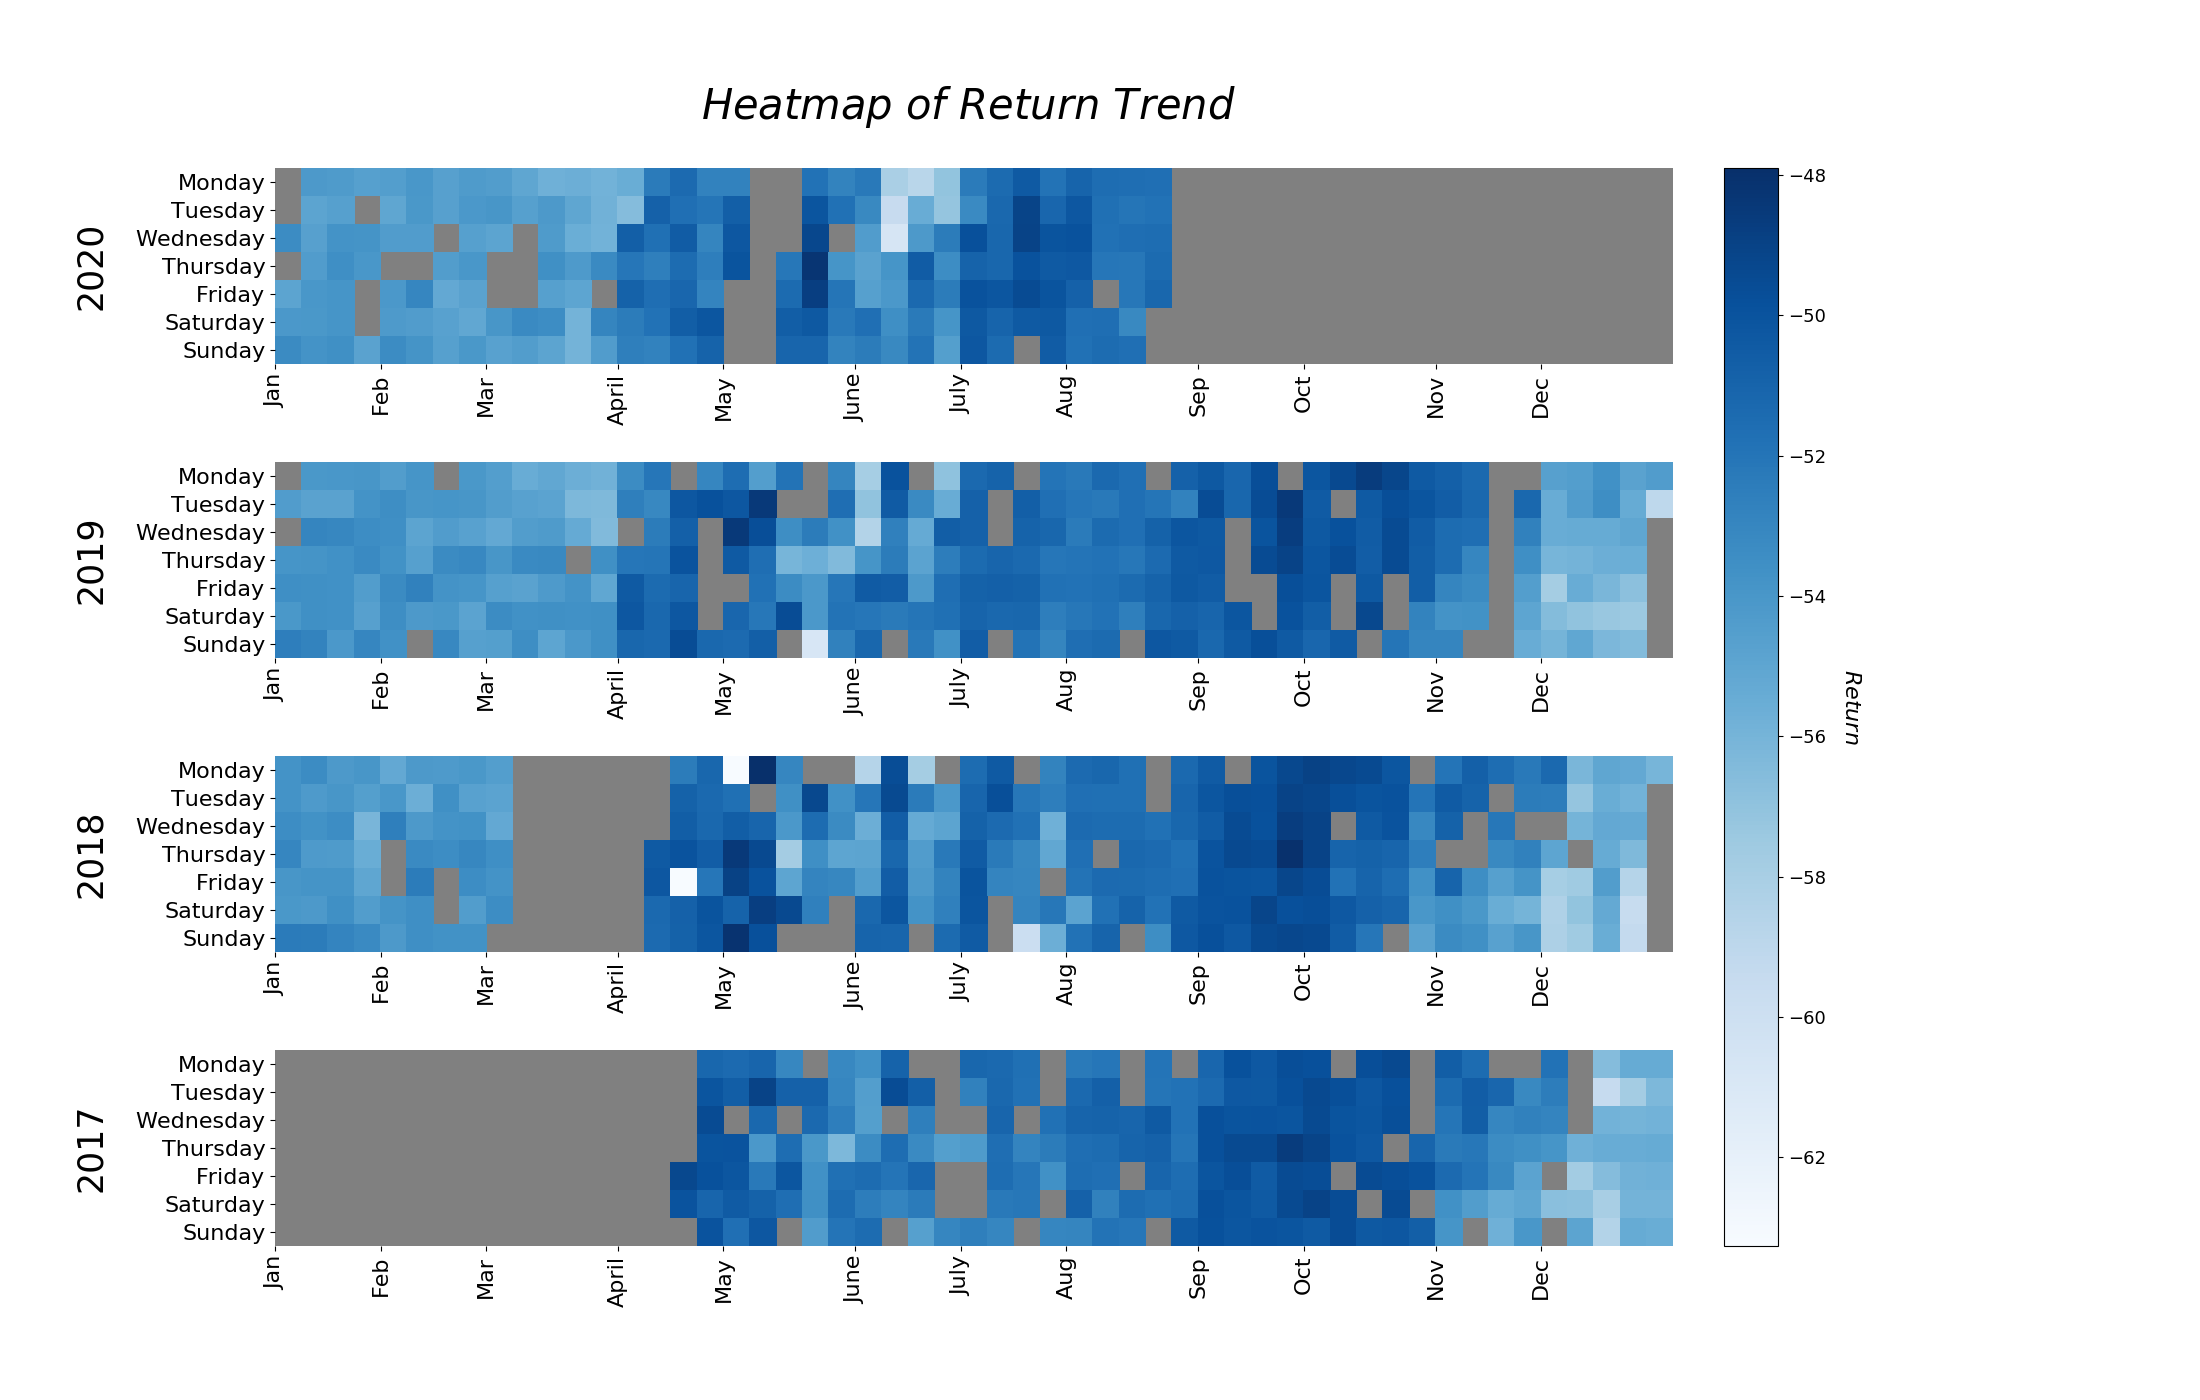 Heatmap of Return Trend
2020
Monday
Tuesday
Wednesday
Thursday
Friday
Saturday
Sunday
Jan Feb Mar April May June July Aug Sep Oct Nov Dec
2019
Monday
Tuesday
Wednesday
Thursday
Friday
Saturday
Sunday
Jan Feb Mar April May June July Aug Sep Oct Nov Dec
2018
Monday
Tuesday
Wednesday
Thursday
Friday
Saturday
Sunday
Jan Feb Mar April May June July Aug Sep Oct Nov Dec
2017
Monday
Tuesday
Wednesday
Thursday
Friday
Saturday
Sunday
Jan Feb Mar April May June July Aug Sep Oct Nov Dec
−48
−50
−52
−54
−56
−58
−60
−62
Return